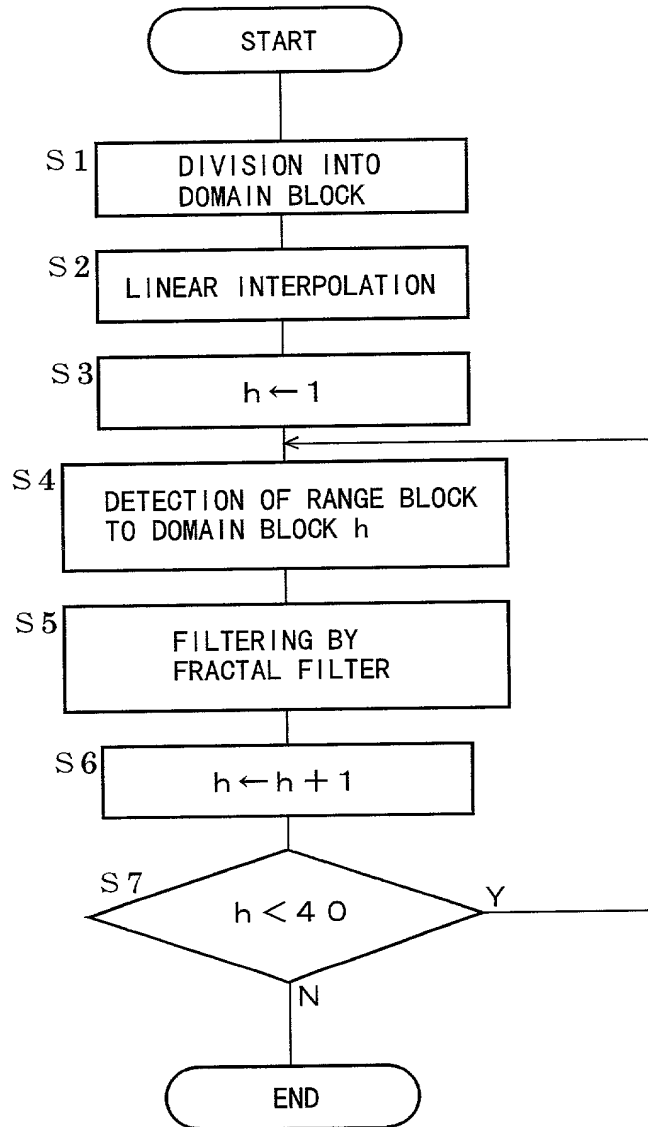 START
S1
DIVISION INTO
DOMAIN BLOCK
S2
LINEAR INTERPOLATION
S3
h←1
S4
DETECTION OF RANGE BLOCK
TO DOMAIN BLOCK h
S5
FILTERING BY
FRACTAL FILTER
S6
h←h+1
S7
h<40
Y
N
END